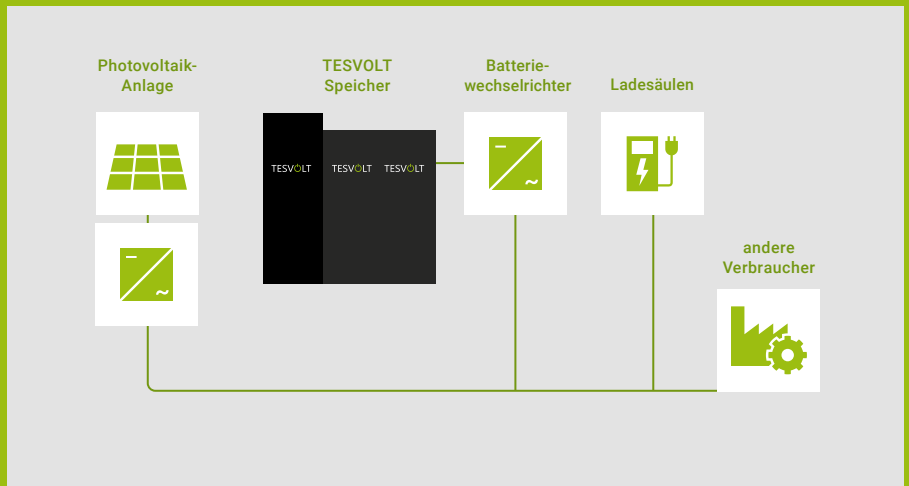 Photovoltaik-
Anlage
TESVOLT
Speicher
Batterie-
wechselrichter
Ladesäulen
TESVOLT
TESVOLT
TESVOLT
andere
Verbraucher